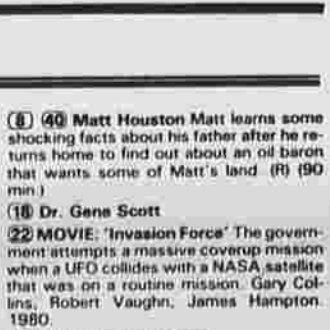 (8) (40) Matt Houston Matt learns some
shocking facts about his father after he re-
turns home to find out about an oil baron
that wants some of Matt's land. (R) (90
min.)
(18) Dr. Gene Scott
(22) MOVIE: 'Invasion Force' The govern-
ment attempts a massive coverup mission
when a UFO collides with a NASA satellite
that was on a routine mission. Gary Col-
lins, Robert Vaughn, James Hampton.
1980.